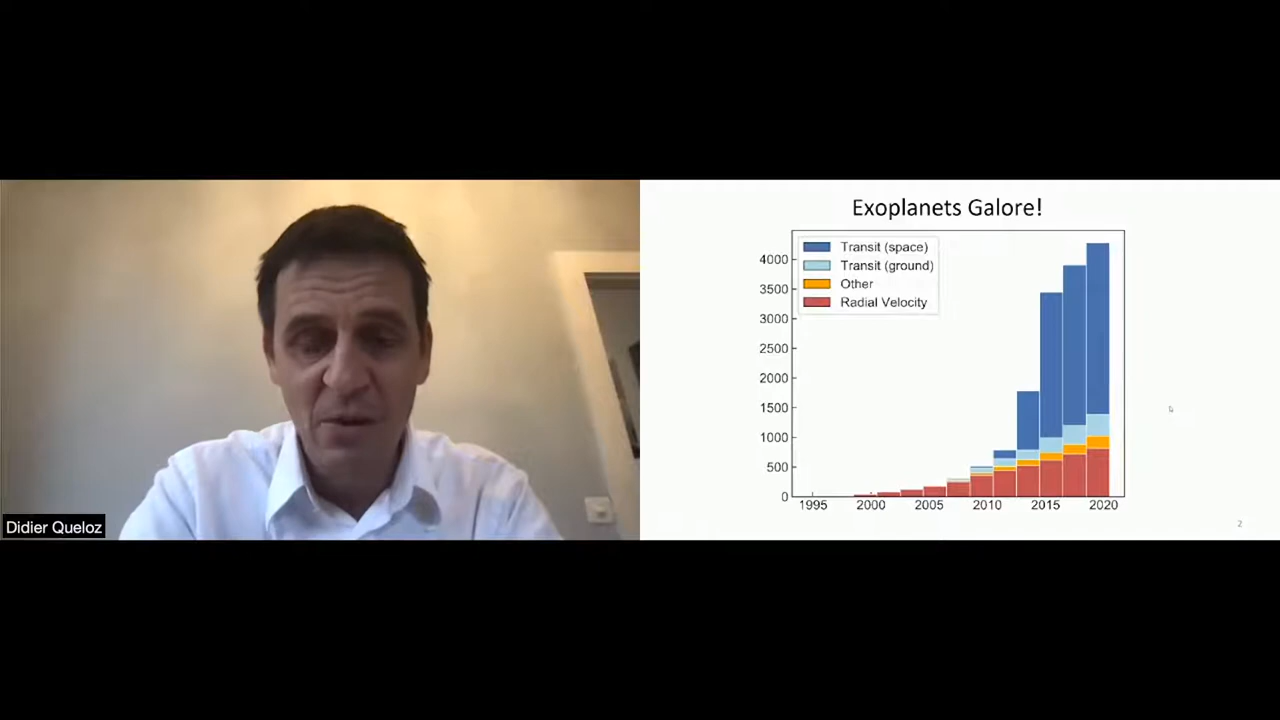 Didier Queloz
Exoplanets Galore!
Transit (space)
Transit (ground)
Other
Radial Velocity
4000
3500
3000
2500
2000
1500
1000
500
0
1995 2000 2005 2010 2015 2020
2